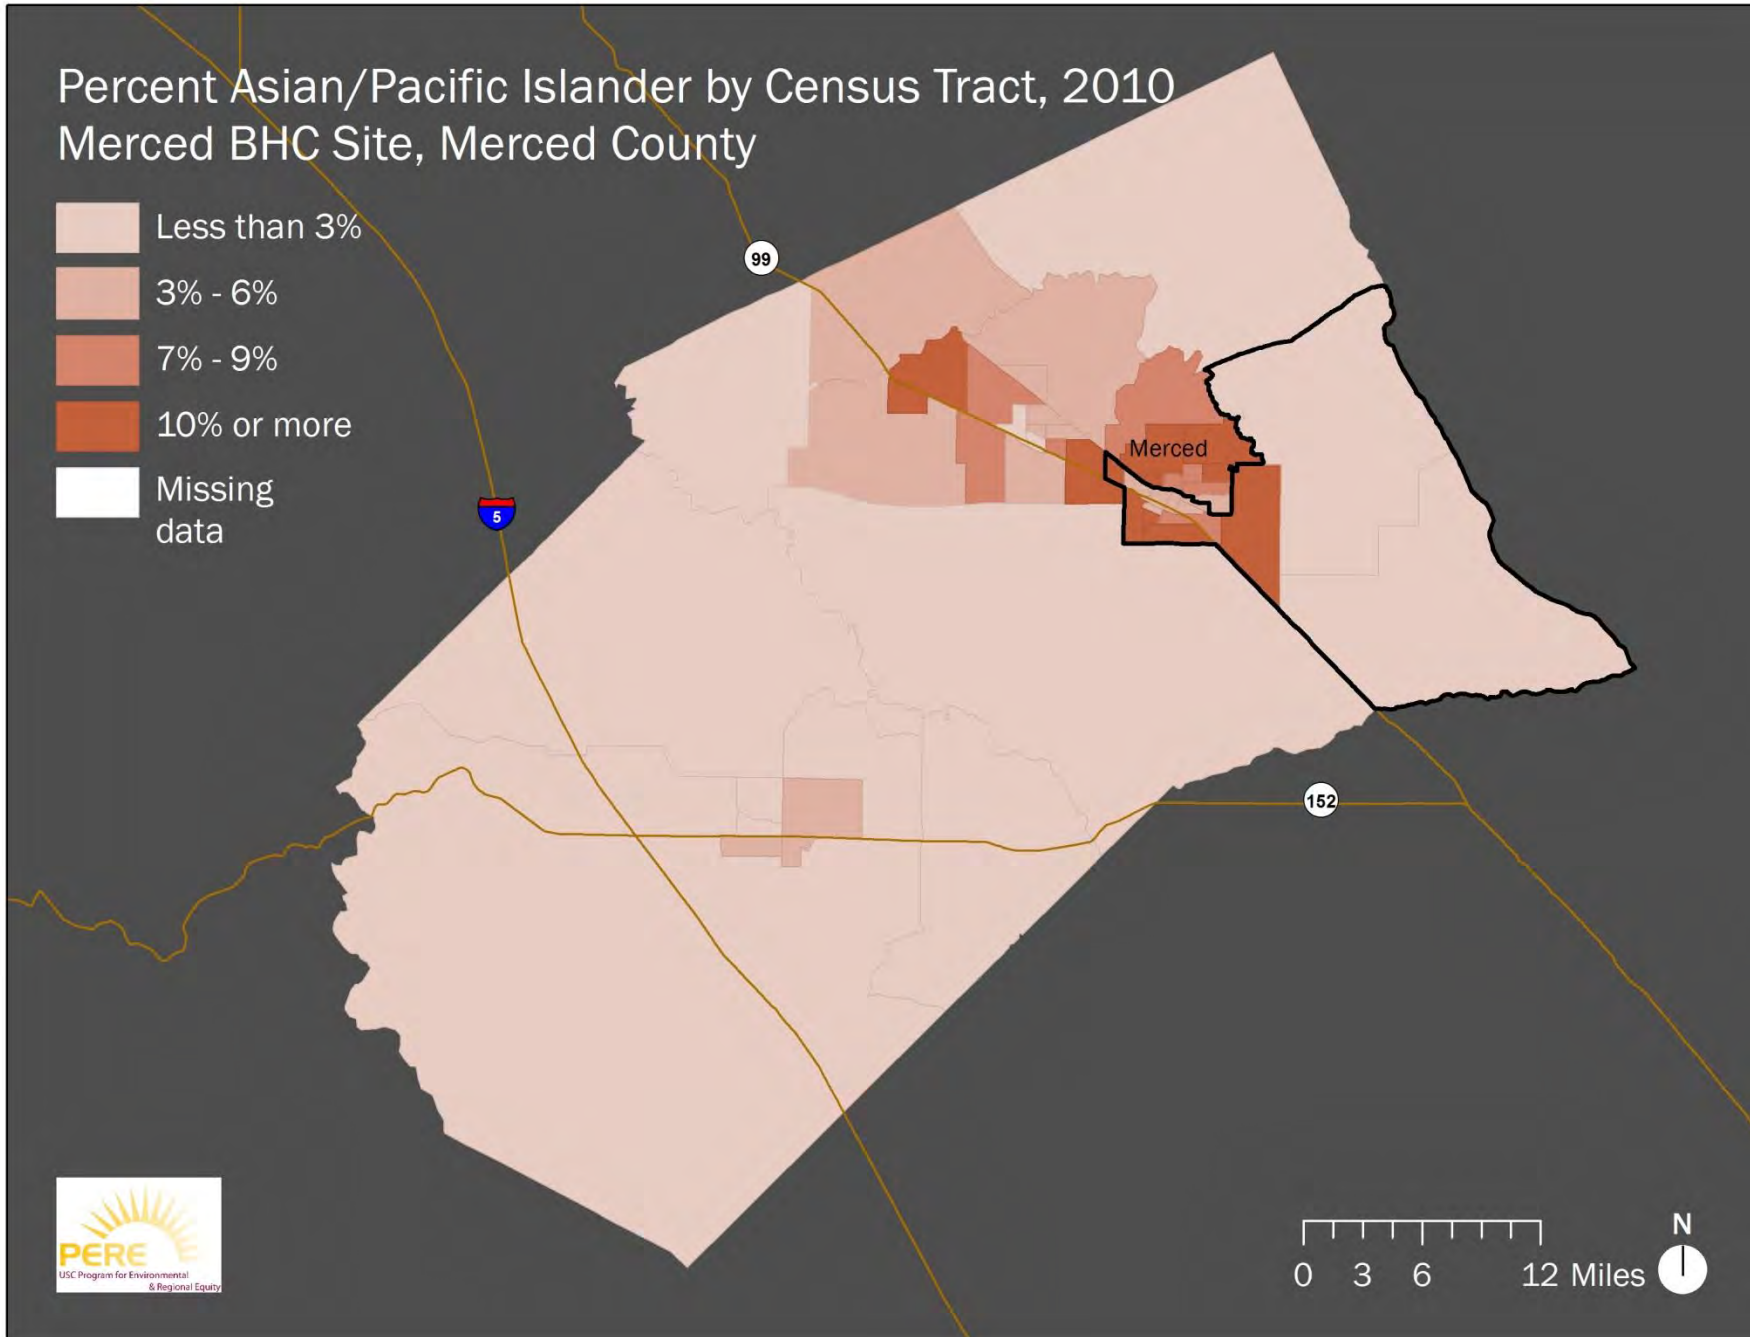 Percent Asian/Pacific Islander by Census Tract, 2010
Merced BHC Site, Merced County
Less than 3%
3% - 6%
7% - 9%
10% or more
Missing
data
99
Merced
5
152
PERE
USC Program for Environmental
& Regional Equity
N
0 3 6 12 Miles